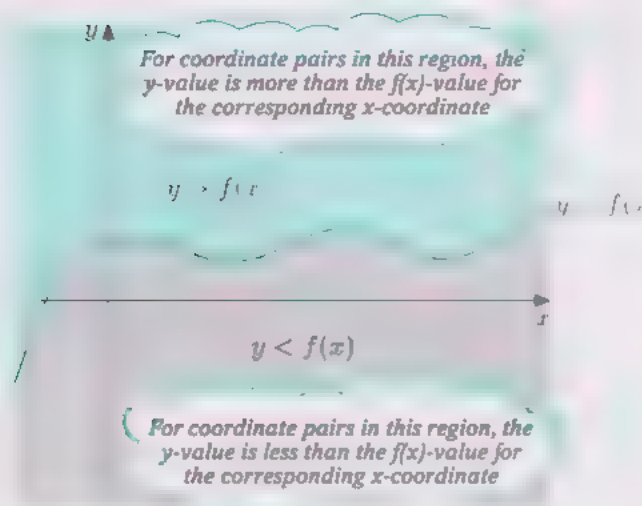 y
For coordinate pairs in this region, the
y-value is more than the f(x)-value for
the corresponding x-coordinate
y
x
y < f(x)
For coordinate pairs in this region, the
y-value is less than the f(x)-value for
the corresponding x-coordinate